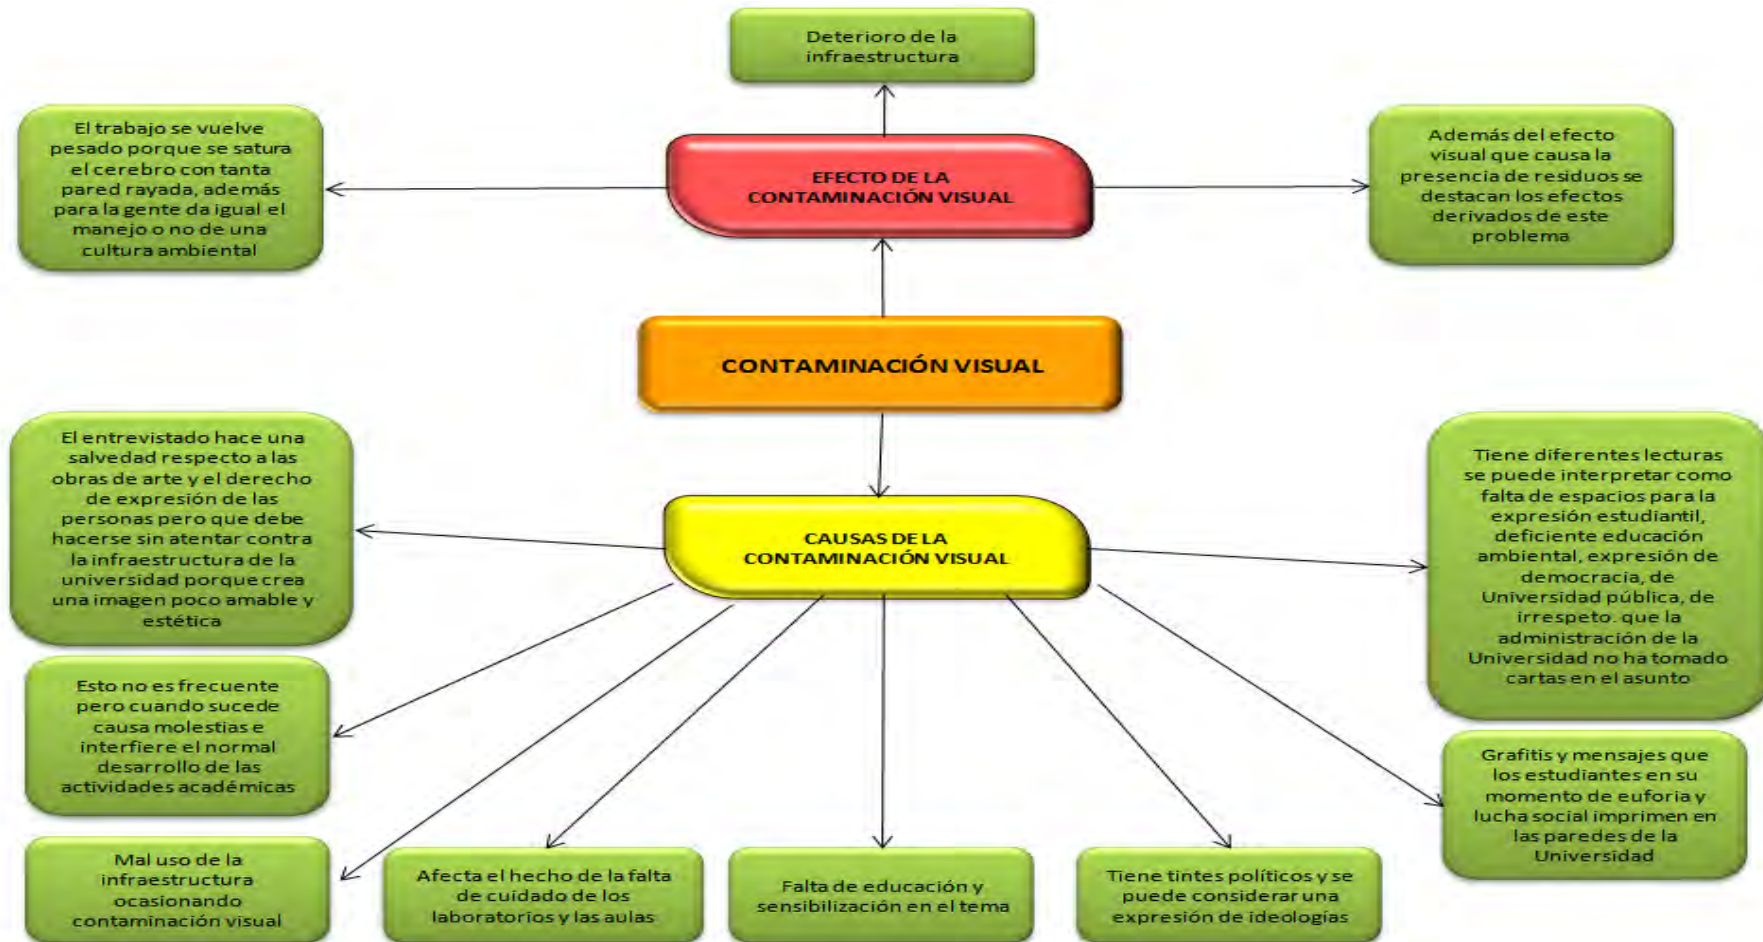 Deterioro de la
infraestructura
El trabajo se vuelve
pesado porque se satura
el cerebro con tanta
pared rayada, además
para la gente da igual el
manejo o no de una
cultura ambiental
EFECTO DE LA
CONTAMINACIÓN VISUAL
Además del efecto
visual que causa la
presencia de residuos se
destacan los efectos
derivados de este
problema
CONTAMINACIÓN VISUAL
El entrevistado hace una
salvedad respecto a las
obras de arte y el derecho
de expresión de las
personas pero que debe
hacerse sin atentar contra
la infraestructura de la
universidad porque crea
una imagen poco amable y
estética
CAUSAS DE LA
CONTAMINACIÓN VISUAL
Tiene diferentes lecturas
se puede interpretar como
falta de espacios para la
expresión estudiantil,
deficiente educación
ambiental, expresión de
democracia, de
Universidad pública, de
irrespeto. que la
administración de la
Universidad no ha tomado
cartas en el asunto
Esto no es frecuente
pero cuando sucede
causa molestias e
interfiere el normal
desarrollo de las
actividades académicas
Grafitis y mensajes que
los estudiantes en su
momento de euforia y
lucha social imprimen en
las paredes de la
Universidad
Mal uso de la
infraestructura
ocasionando
contaminación visual
Afecta el hecho de la falta
de cuidado de los
laboratorios y las aulas
Falta de educación y
sensibilización en el tema
Tiene tintes políticos y se
puede considerar una
expresión de ideologías